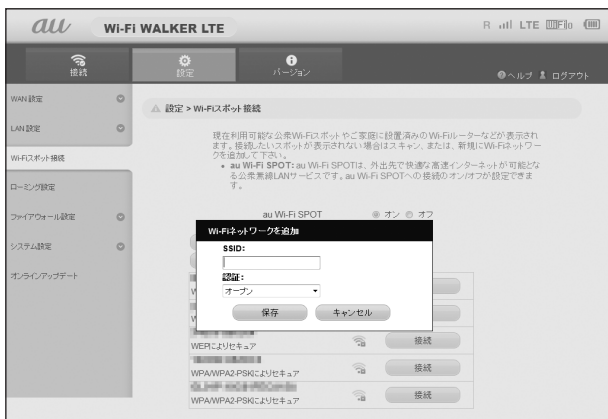 au Wi-Fi WALKER LTE
R LTE
接続
設定
バージョン
ヘルプ ログアウト
WAN 設定
LAN 設定
Wi-Fiスポット接続
ローミング設定
ファイアウォール設定
システム設定
オンラインアップデート
設定 > Wi-Fiスポット接続
現在利用可能な公衆Wi-Fiスポットやご家庭に設置済みのWi-Fiルーターなどが表示され
ます。接続したいスポットが表示されない場合はスキャン、または、新規にWi-Fiネットワー
クを追加して下さい。
• au Wi-Fi SPOT: au Wi-Fi SPOTは、外出先で快適な高速インターネットが可能とな
る公衆無線LANサービスです。au Wi-Fi SPOTへの接続のオン/オフが設定できま
す。
au Wi-Fi SPOT オン オフ
Wi-Fiネットワークを追加
SSID:
認証:
オープン
保存 キャンセル
接続
WEPによりセキュア
接続
WPA/WPA2-PSKによりセキュア
接続
WPA/WPA2-PSKによりセキュア